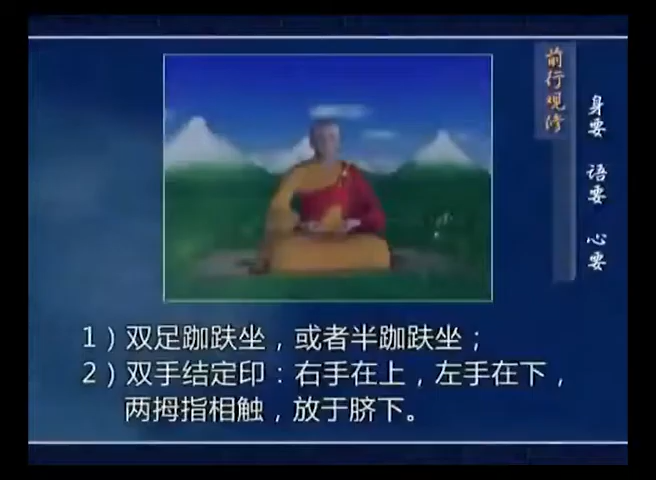 前行观修
身要 语要 心要
1）双足跏趺坐，或者半跏趺坐；
2）双手结定印：右手在上，左手在下，
两拇指相触，放于脐下。